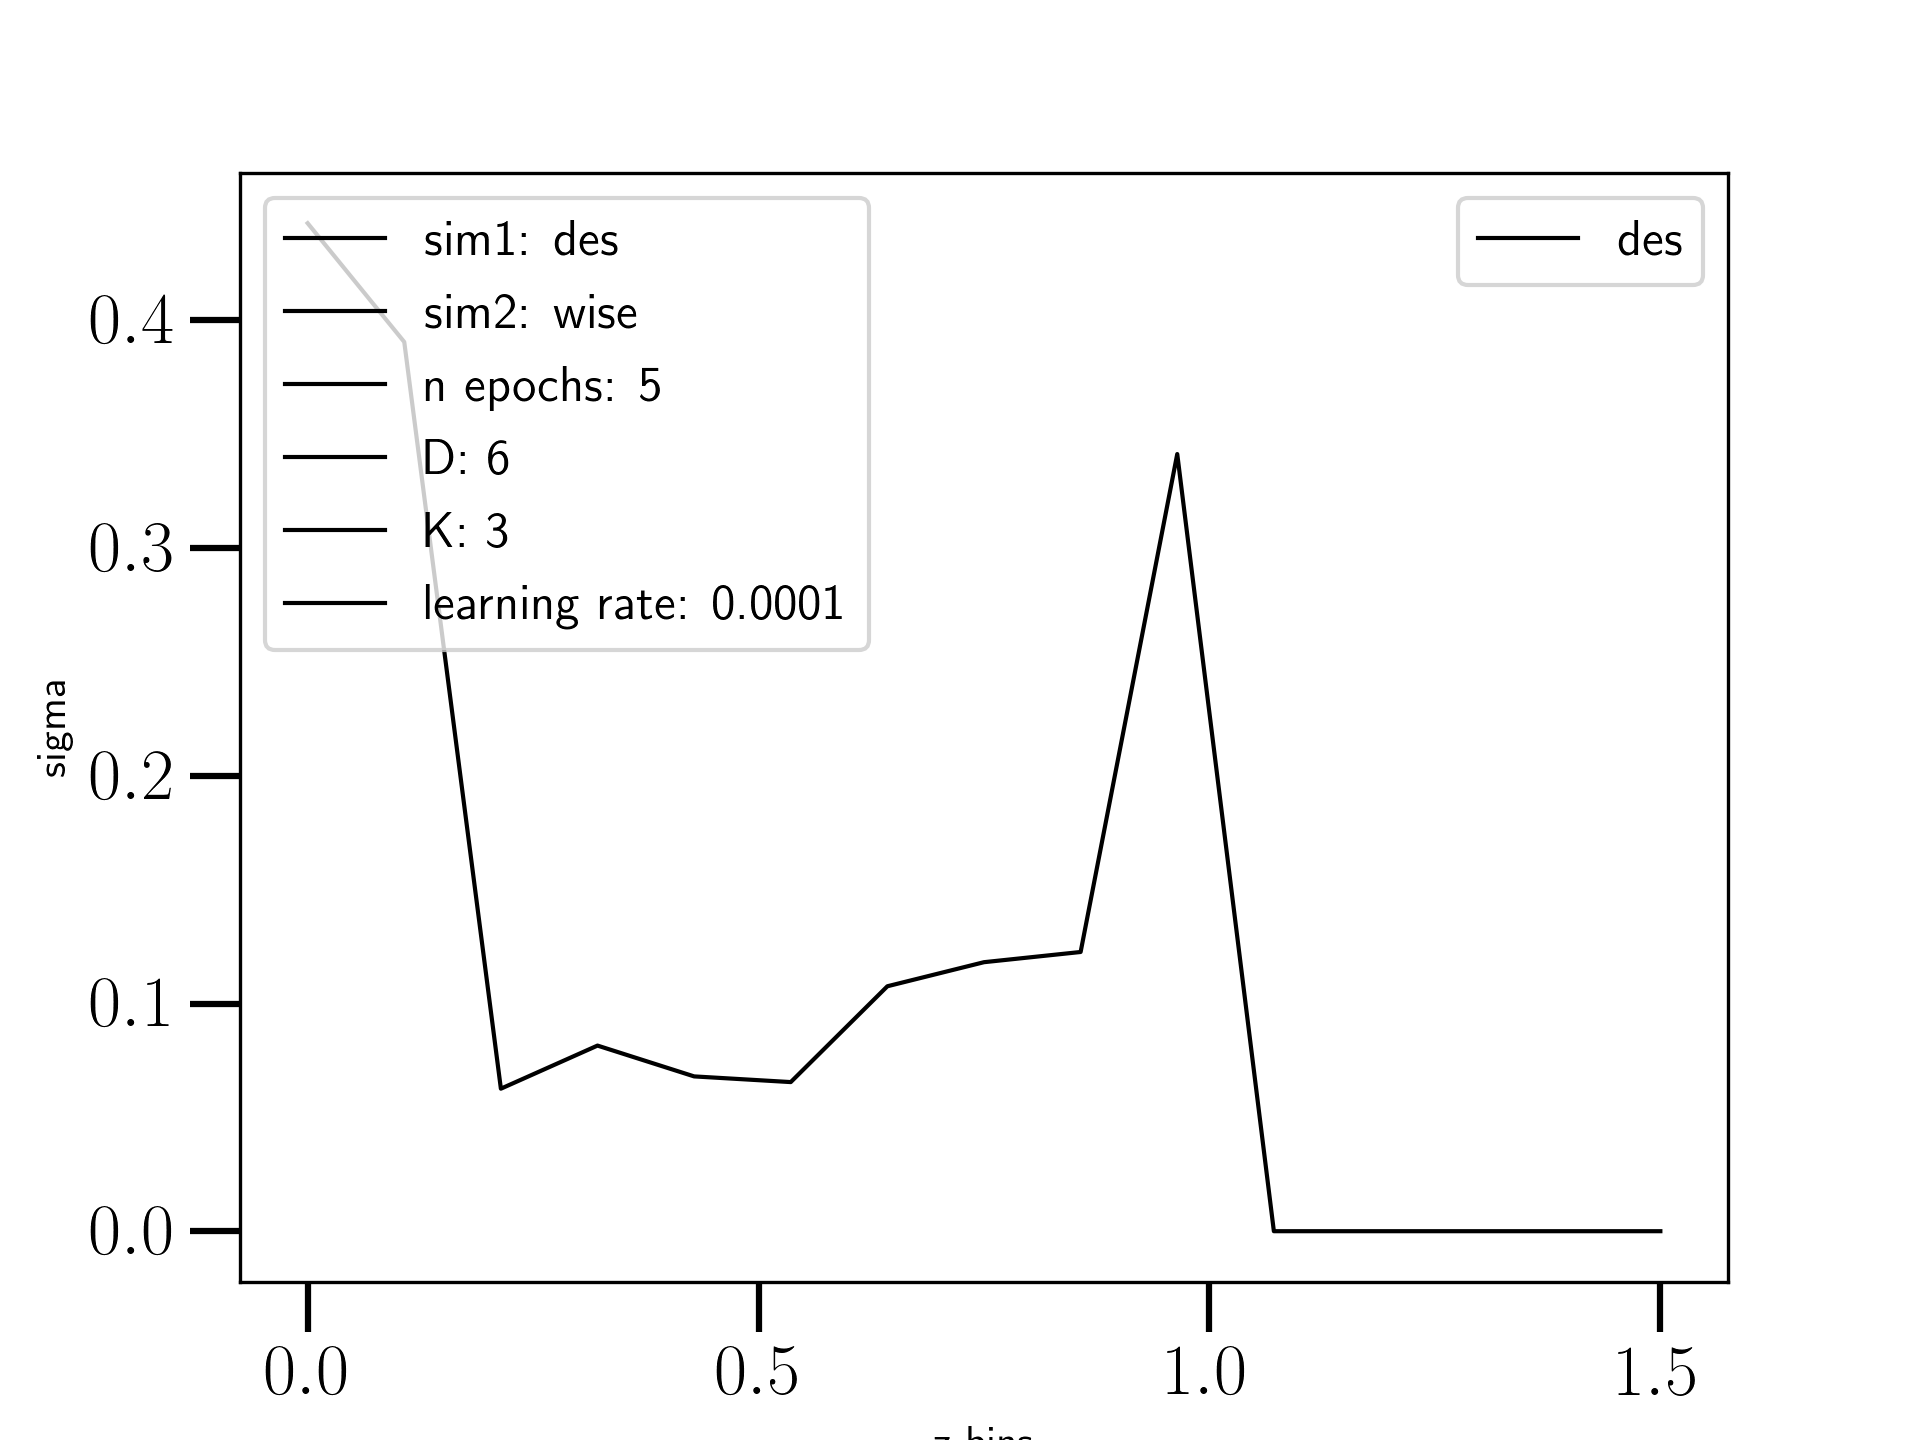 sim1: des
sim2: wise
n epochs: 5
D: 6
K: 3
learning rate: 0.0001
des
0.4
0.3
0.2
0.1
0.0
sigma
0.0 0.5 1.0 1.5
z bins